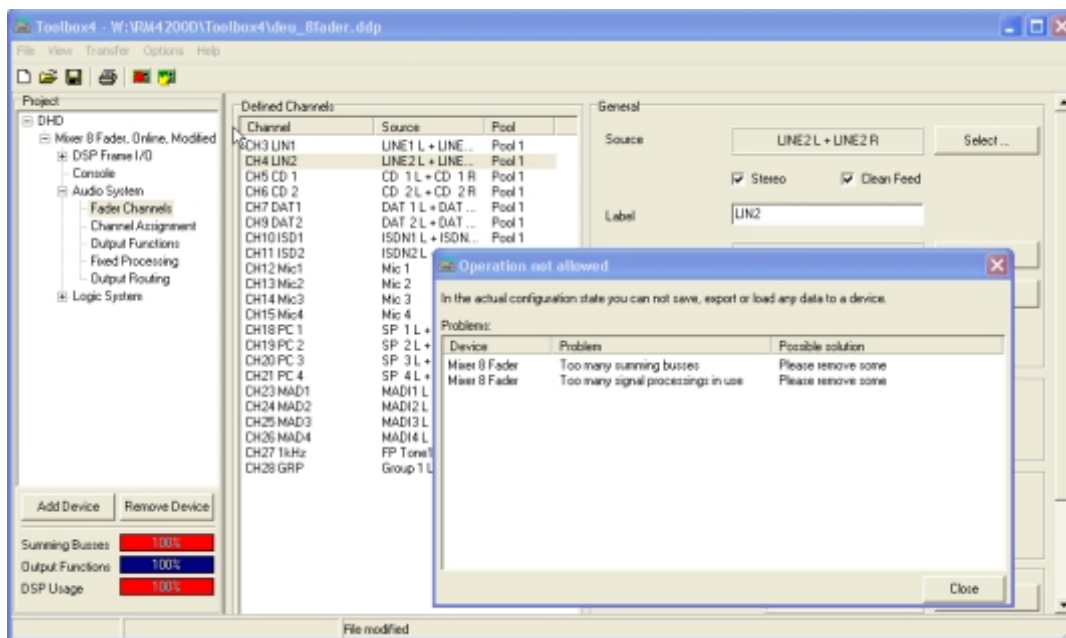 Toolbox4 - W:\RM4200D\Toolbox4\deu_8fader.ddp
File View Transfer Options Help
Project
DHD
Mixer 8 Fader, Online, Modified
DSP Frame I/O
Console
Audio System
Fader Channels
Channel Assignment
Output Functions
Fixed Processing
Output Routing
Logic System
Add Device Remove Device
Summing Busses 100%
Output Functions 100%
DSP Usage 100%
Defined Channels
Channel Source Pool
CH3 LIN1 LINE1 L + LINE... Pool 1
CH4 LIN2 LINE2 L + LINE... Pool 1
CH5 CD 1 CD 1 L + CD 1 R Pool 1
CH6 CD 2 CD 2 L + CD 2 R Pool 1
CH7 DAT1 DAT 1 L + DAT ... Pool 1
CH9 DAT2 DAT 2 L + DAT ... Pool 1
CH10 ISD1 ISDN1 L + ISDN... Pool 1
CH11 ISD2 ISDN2 L
CH12 Mic1 Mic 1
CH13 Mic2 Mic 2
CH14 Mic3 Mic 3
CH15 Mic4 Mic 4
CH18 PC 1 SP 1 L +
CH19 PC 2 SP 2 L +
CH20 PC 3 SP 3 L +
CH21 PC 4 SP 4 L +
CH23 MAD1 MADI1 L
CH24 MAD2 MADI2 L
CH25 MAD3 MADI3 L
CH26 MAD4 MADI4 L
CH27 1kHz FP Tone1
CH28 GRP Group 1 L
General
Source LINE2 L + LINE2 R Select ...
Stereo Clean Feed
Label LIN2
Operation not allowed
In the actual configuration state you can not save, export or load any data to a device.
Problems:
Device Problem Possible solution
Mixer 8 Fader Too many summing busses Please remove some
Mixer 8 Fader Too many signal processings in use Please remove some
Close
File modified